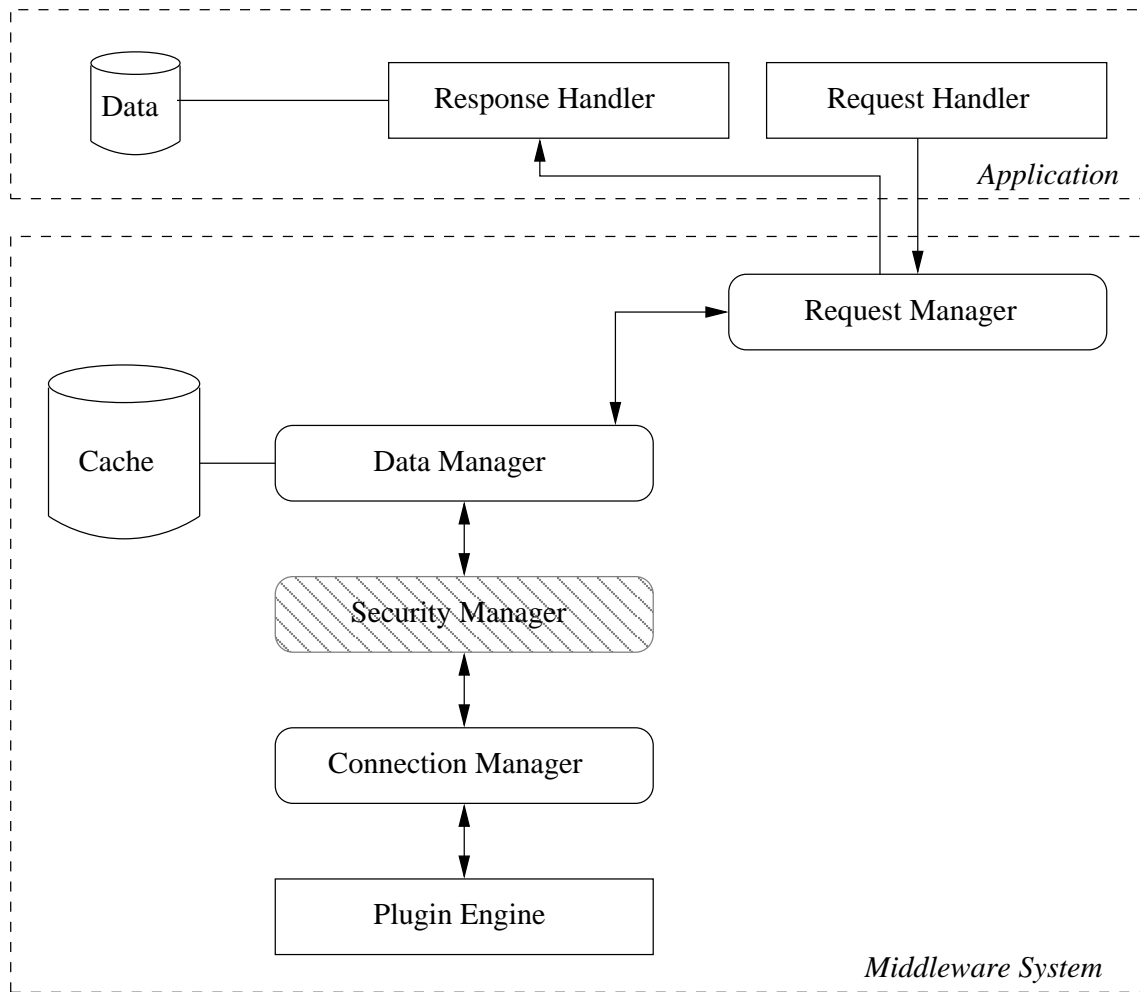 Data
Response Handler
Request Handler
Application
Request Manager
Cache
Data Manager
Security Manager
Connection Manager
Plugin Engine
Middleware System